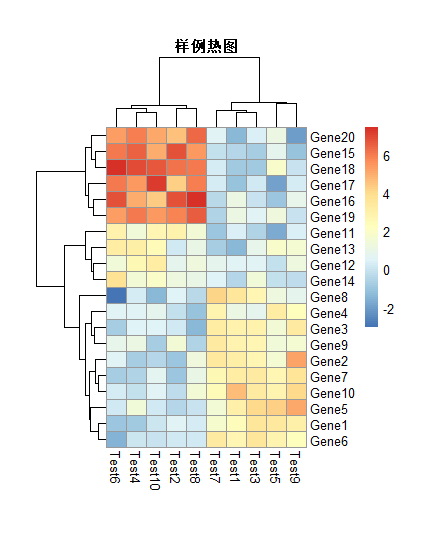 样例热图
Gene20
Gene15
Gene18
Gene17
Gene16
Gene19
Gene11
Gene13
Gene12
Gene14
Gene8
Gene4
Gene3
Gene9
Gene2
Gene7
Gene10
Gene5
Gene1
Gene6
6
4
2
0
-2
Test6
Test4
Test10
Test2
Test8
Test7
Test1
Test3
Test5
Test9